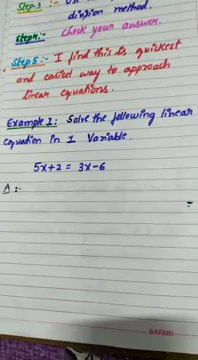 Step 3
division method.
Step 4: Check your answer.
Step 5: I find this is quickest
and easiest way to approach
linear equations.
Example 1: Solve the following linear
equation in 1 Variable.
5x+2 = 3x-6
A:-
SAFARI